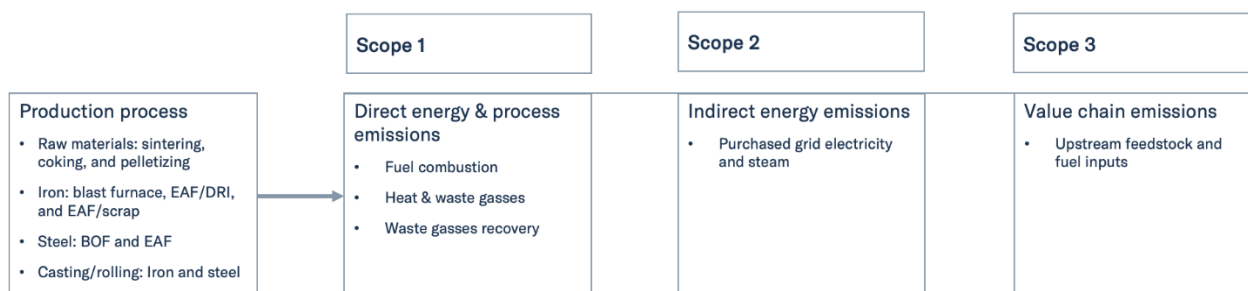 Scope 1
Scope 2
Scope 3
Production process
• Raw materials: sintering,
coking, and pelletizing
• Iron: blast furnace, EAF/DRI,
and EAF/scrap
• Steel: BOF and EAF
• Casting/rolling: Iron and steel
Direct energy & process
emissions
• Fuel combustion
• Heat & waste gasses
• Waste gasses recovery
Indirect energy emissions
• Purchased grid electricity
and steam
Value chain emissions
• Upstream feedstock and
fuel inputs